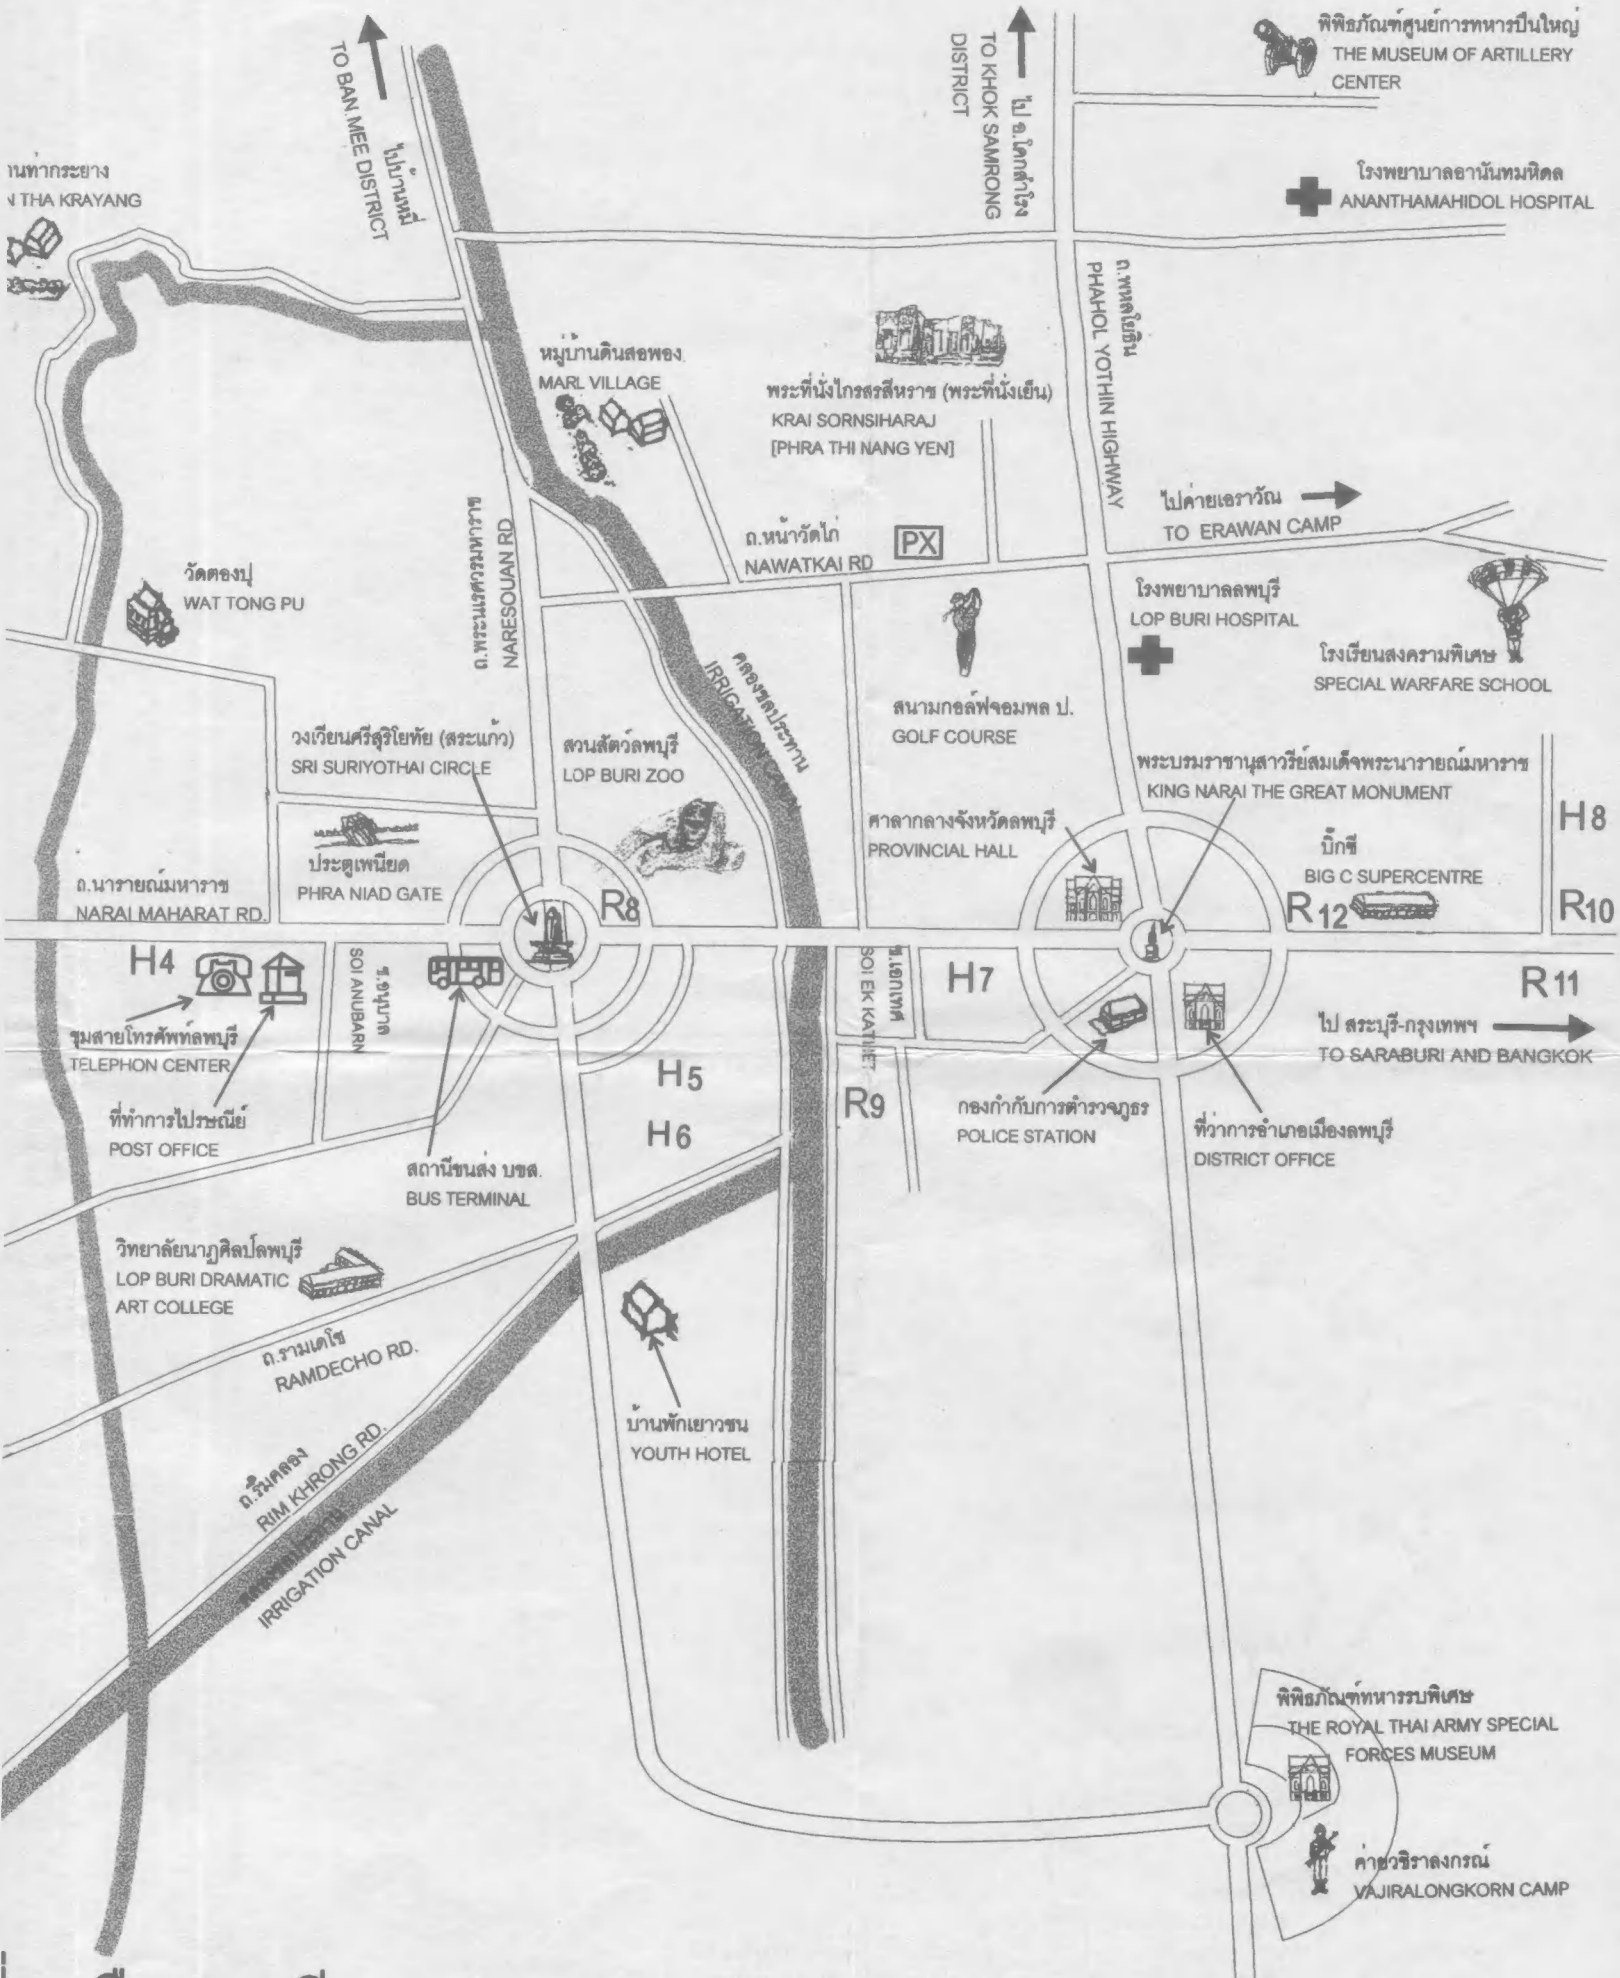 พิพิธภัณฑ์ศูนย์การทหารปืนใหญ่
THE MUSEUM OF ARTILLERY
CENTER
TO BAN MEE DISTRICT
ไปบ้านหมี่
TO KHOK SAMRONG
DISTRICT
ไป อ.โคกสำโรง
านท่ากระยาง
THA KRAYANG
โรงพยาบาลอานันทมหิดล
ANANTHAMAHIDOL HOSPITAL
ถ.พหลโยธิน
PHAHOL YOTHIN HIGHWAY
หมู่บ้านดินสอพอง
MARL VILLAGE
พระที่นั่งไกรสรสีหราช (พระที่นั่งเย็น)
KRAI SORNSIHARAJ
[PHRA THI NANG YEN]
ไปค่ายเอราวัณ
TO ERAWAN CAMP
ถ.หน้าวัดไก่
NAWATKAI RD
PX
ถ.พระนเรศวรมหาราช
NARESOUAN RD
วัดตองปุ
WAT TONG PU
โรงพยาบาลลพบุรี
LOP BURI HOSPITAL
โรงเรียนสงครามพิเศษ
SPECIAL WARFARE SCHOOL
คลองชลประทาน
IRRIGATION
สนามกอล์ฟจอมพล ป.
GOLF COURSE
วงเวียนศรีสุริโยทัย (สระแก้ว)
SRI SURIYOTHAI CIRCLE
สวนสัตว์ลพบุรี
LOP BURI ZOO
พระบรมราชานุสาวรีย์สมเด็จพระนารายณ์มหาราช
KING NARAI THE GREAT MONUMENT
H8
ศาลากลางจังหวัดลพบุรี
PROVINCIAL HALL
บิ๊กซี
BIG C SUPERCENTRE
ประตูเพนียด
PHRA NIAD GATE
ถ.นารายณ์มหาราช
NARAI MAHARAT RD.
R8
R12
R10
H4
SOI ANUBARN
ซ.อนุบาล
SOI EK KATHET
ซ.เอกเทศ
H7
R11
ชุมสายโทรศัพท์ลพบุรี
TELEPHON CENTER
ไป สระบุรี-กรุงเทพฯ
TO SARABURI AND BANGKOK
H5
R9
H6
ที่ทำการไปรษณีย์
POST OFFICE
กองกำกับการตำรวจภูธร
POLICE STATION
ที่ว่าการอำเภอเมืองลพบุรี
DISTRICT OFFICE
สถานีขนส่ง บขส.
BUS TERMINAL
วิทยาลัยนาฏศิลปลพบุรี
LOP BURI DRAMATIC
ART COLLEGE
ถ.รามเดโช
RAMDECHO RD.
บ้านพักเยาวชน
YOUTH HOTEL
ถ.ริมคลอง
RIM KHRONG RD.
IRRIGATION CANAL
พิพิธภัณฑ์ทหารรบพิเศษ
THE ROYAL THAI ARMY SPECIAL
FORCES MUSEUM
ค่ายวชิราลงกรณ์
VAJIRALONGKORN CAMP